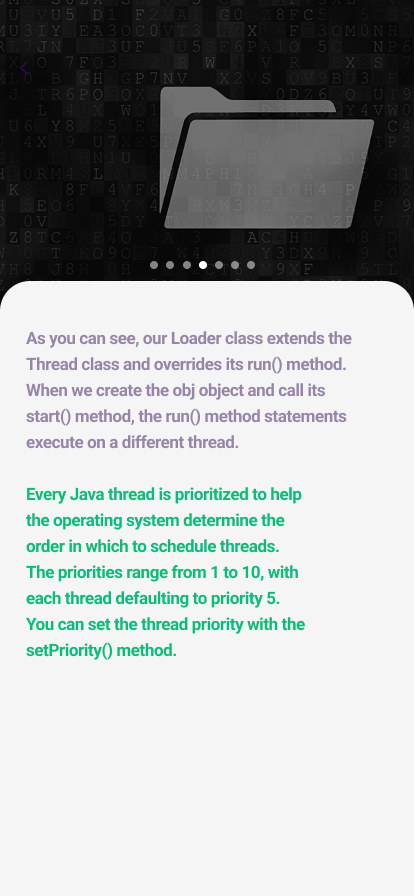 As you can see, our Loader class extends the
Thread class and overrides its run() method.
When we create the obj object and call its
start() method, the run() method statements
execute on a different thread.
Every Java thread is prioritized to help
the operating system determine the
order in which to schedule threads.
The priorities range from 1 to 10, with
each thread defaulting to priority 5.
You can set the thread priority with the
setPriority() method.